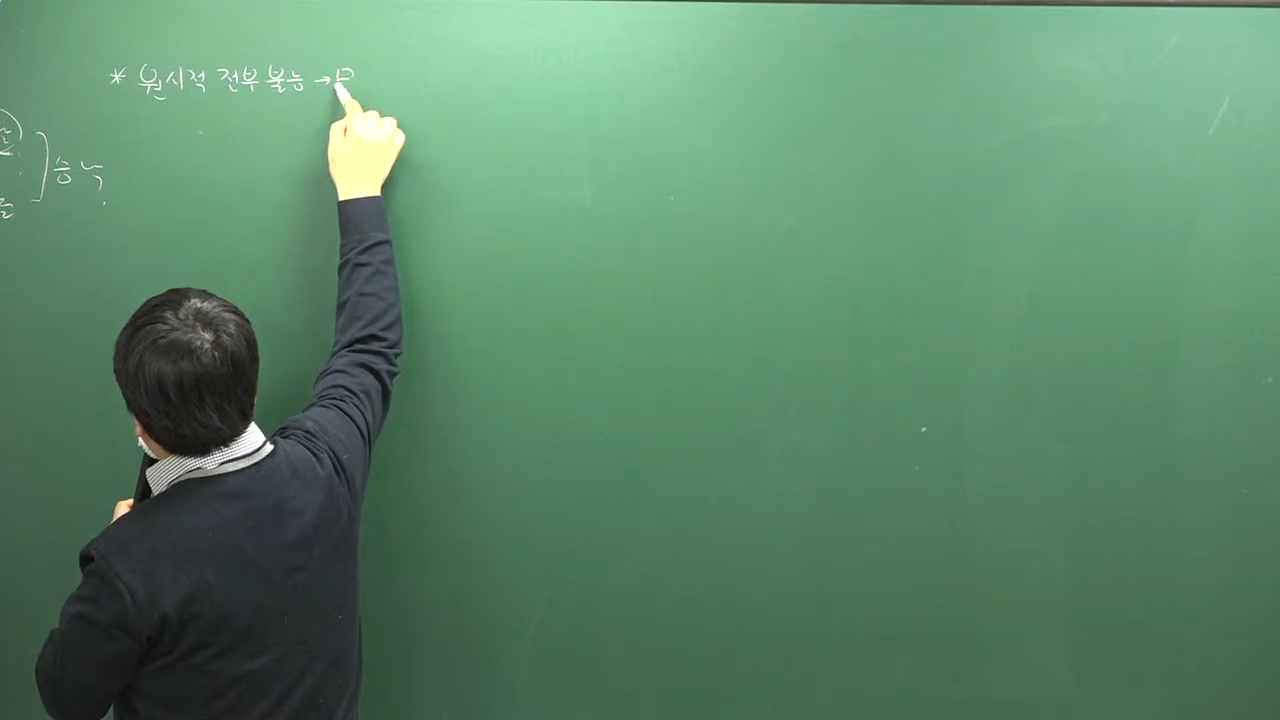 * 원시적 전부 불능 → ㅁ
승낙